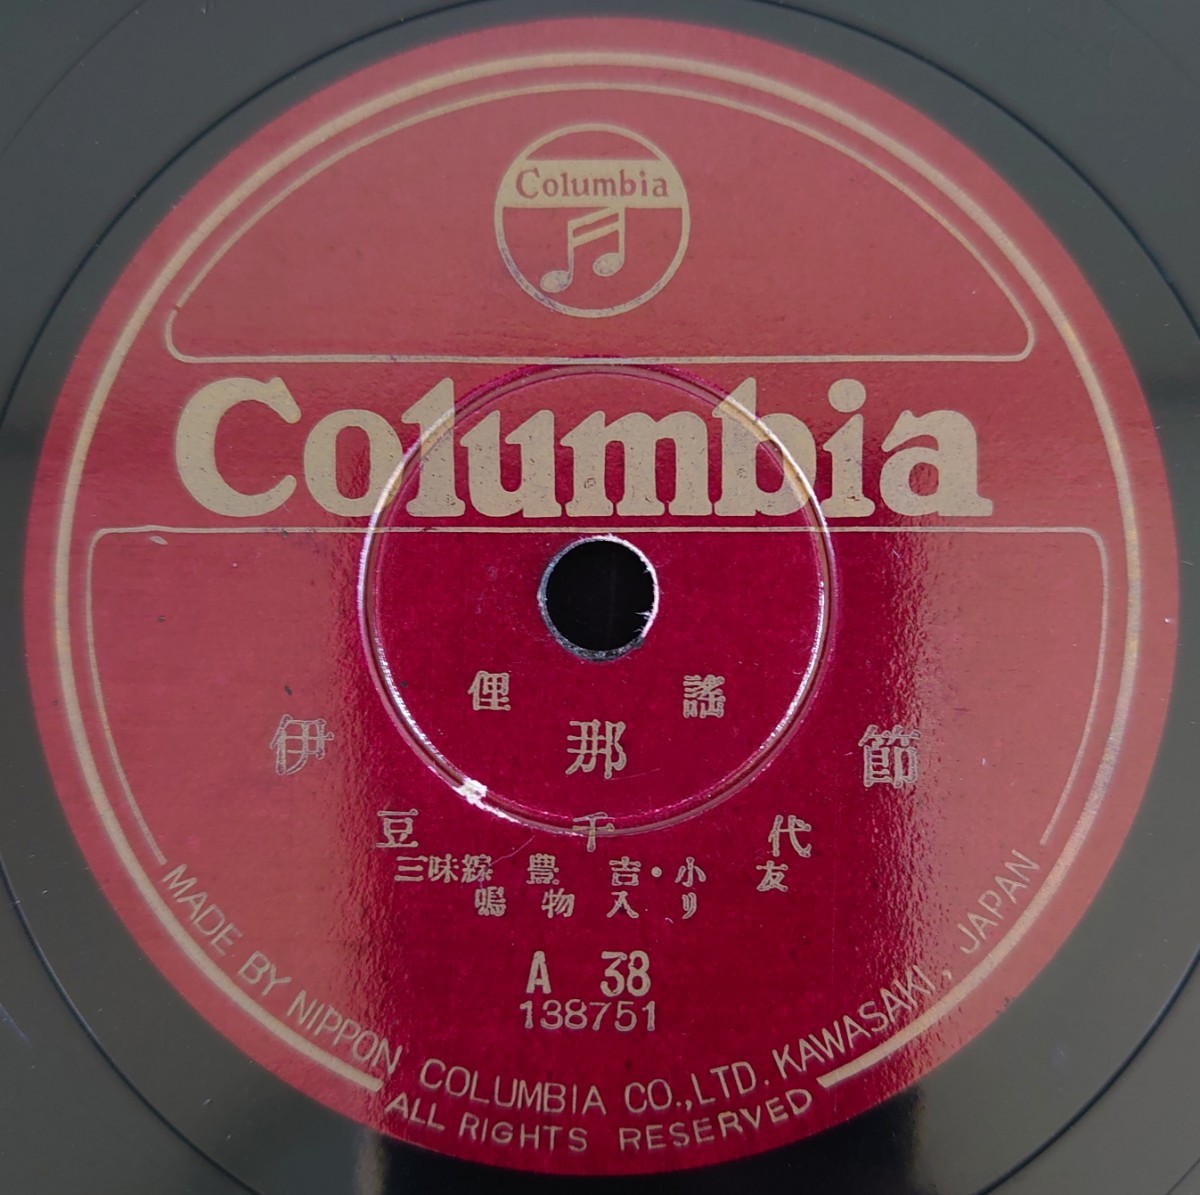 Columbia
Columbia
俚謠
伊那節
豆千代
三味線 豊吉・小友
鳴物入り
A 38
138751
MADE BY NIPPON COLUMBIA CO., LTD. KAWASAKI, JAPAN
ALL RIGHTS RESERVED